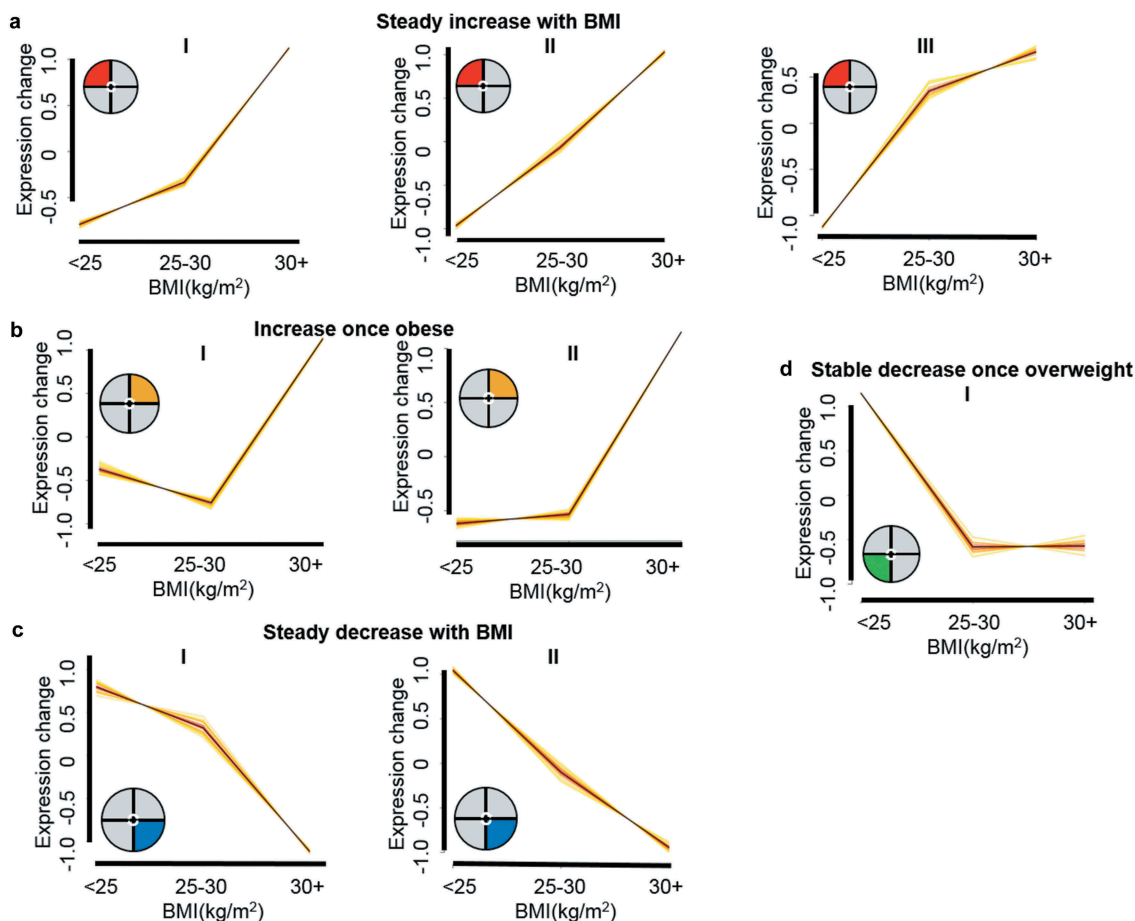 a
Steady increase with BMI
I
II
III
Expression change
1.0
0.5
0
-0.5
<25
25-30
30+
BMI(kg/m²)
Expression change
1.0
0.5
0
-0.5
-1.0
<25
25-30
30+
BMI(kg/m²)
Expression change
0.5
0
-0.5
-1.0
<25
25-30
30+
BMI(kg/m²)
b
Increase once obese
I
II
Expression change
1.0
0.5
0
-0.5
-1.0
<25
25-30
30+
BMI(kg/m²)
Expression change
1.0
0.5
0
-0.5
<25
25-30
30+
BMI(kg/m²)
d
Stable decrease once overweight
I
Expression change
1.0
0.5
0
-0.5
-1.0
<25
25-30
30+
BMI(kg/m²)
c
Steady decrease with BMI
I
II
Expression change
1.0
0.5
0
-0.5
-1.0
<25
25-30
30+
BMI(kg/m²)
Expression change
1.0
0.5
0
-0.5
-1.0
<25
25-30
30+
BMI(kg/m²)